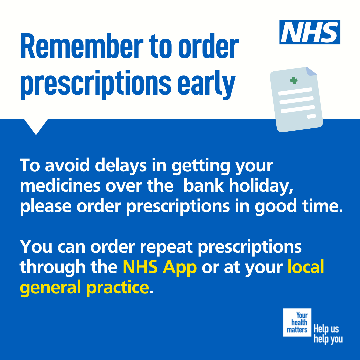 NHS
Remember to order
prescriptions early
To avoid delays in getting your
medicines over the bank holiday,
please order prescriptions in good time.
You can order repeat prescriptions
through the NHS App or at your local
general practice.
Your
health
matters
Help us
help you